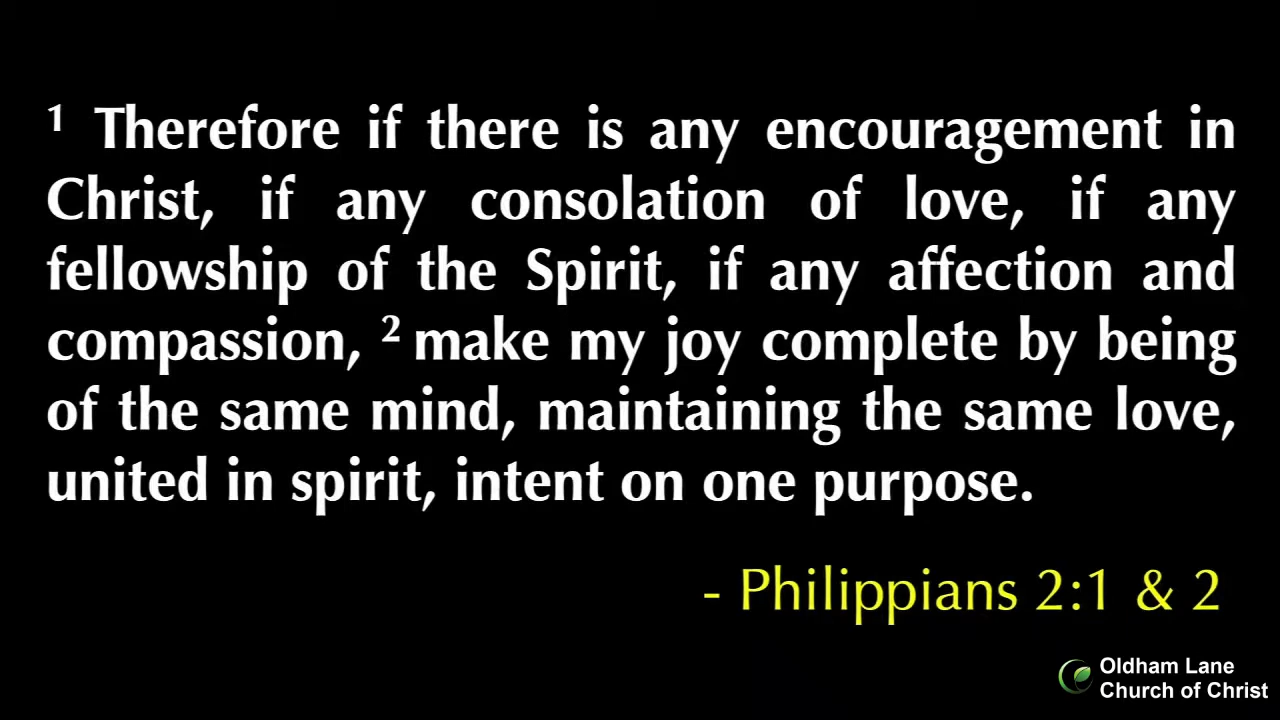 1 Therefore if there is any encouragement in
Christ, if any consolation of love, if any
fellowship of the Spirit, if any affection and
compassion, 2 make my joy complete by being
of the same mind, maintaining the same love,
united in spirit, intent on one purpose.
- Philippians 2:1 & 2
Oldham Lane
Church of Christ